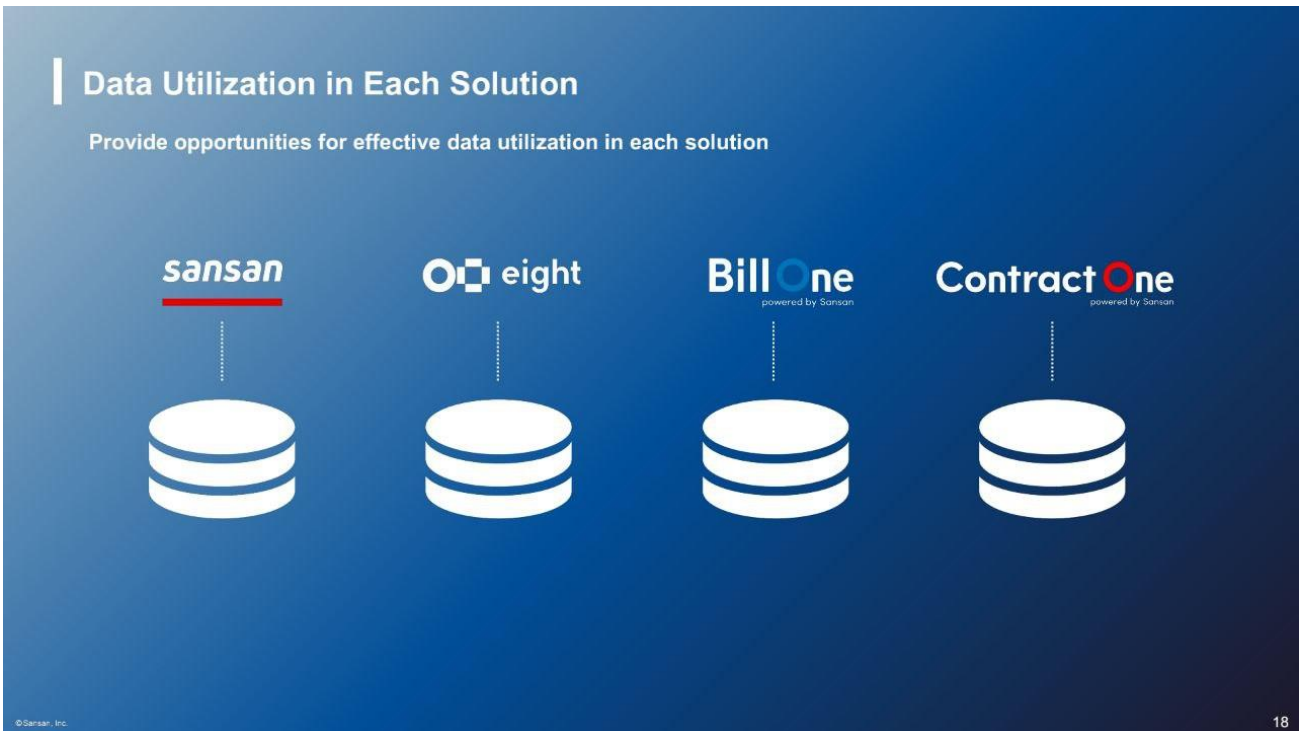 Data Utilization in Each Solution
Provide opportunities for effective data utilization in each solution
sansan
eight
Bill One
powered by Sansan
Contract One
powered by Sansan
©Sansan, Inc.
18